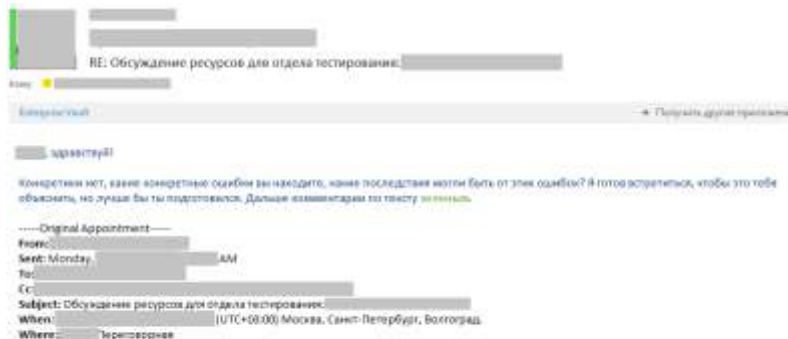 RE: Обсуждение ресурсов для отдела тестирования:
Кому
+ Получить другие приложения
, здравствуй!
Конкретики нет, какие конкретные ошибки вы находите, какие последствия могли быть от этих ошибок? Я готов встретиться, чтобы это тебе
объяснить, но лучше бы ты подготовился. Дальше комментарии по тексту зеленым.
-----Original Appointment-----
From:
Sent: Monday, AM
To:
Cc:
Subject: Обсуждение ресурсов для отдела тестирования:
When: (UTC+03:00) Москва, Санкт-Петербург, Волгоград.
Where: Переговорная